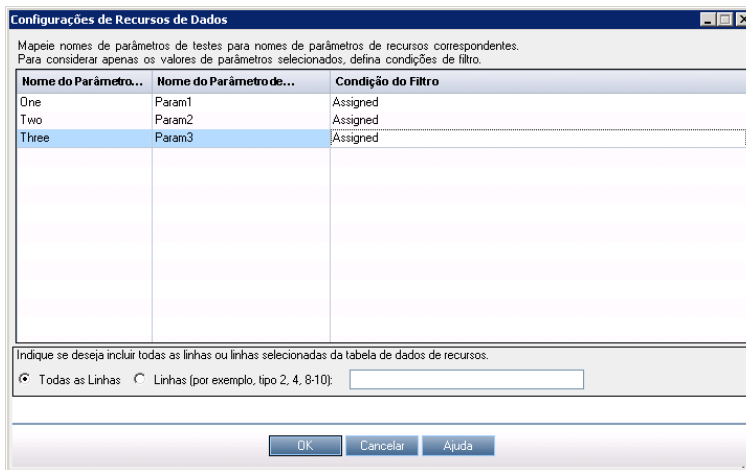 Configurações de Recursos de Dados
Mapeie nomes de parâmetros de testes para nomes de parâmetros de recursos correspondentes.
Para considerar apenas os valores de parâmetros selecionados, defina condições de filtro.
Nome do Parâmetro... Nome do Parâmetro de... Condição do Filtro
One Param1 Assigned
Two Param2 Assigned
Three Param3 Assigned
Indique se deseja incluir todas as linhas ou linhas selecionadas da tabela de dados de recursos.
Todas as Linhas Linhas (por exemplo, tipo 2, 4, 8-10):
OK Cancelar Ajuda